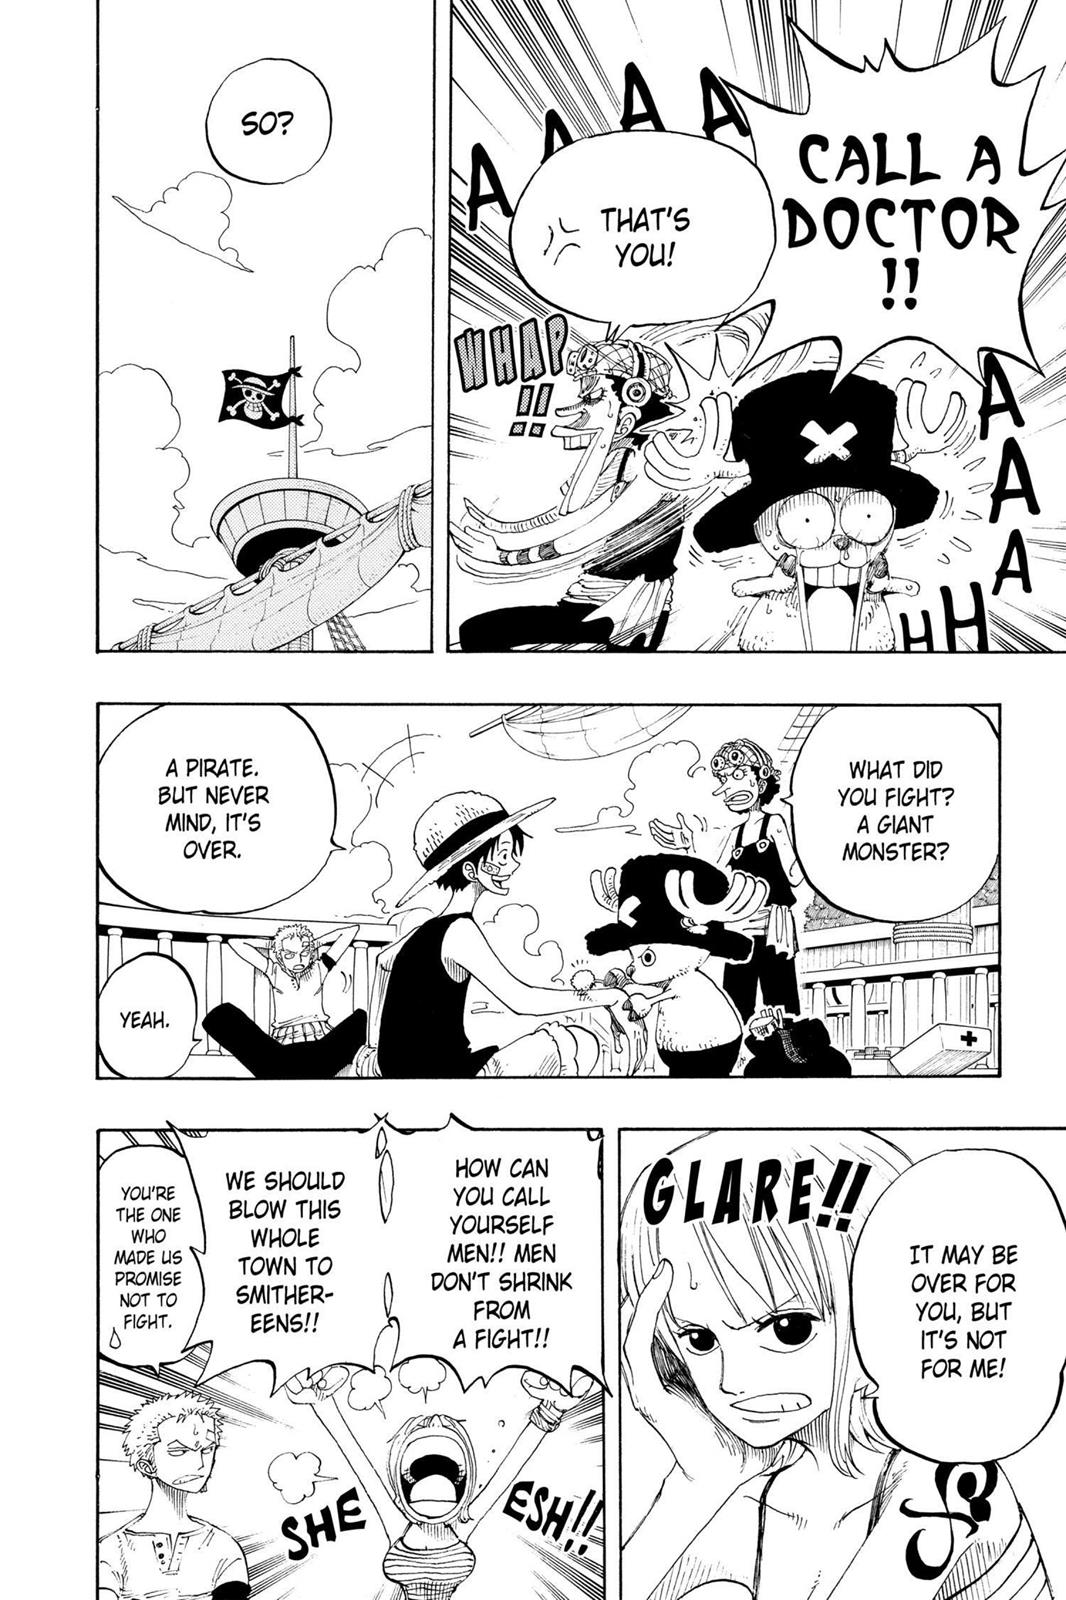 CALL A
DOCTOR
!!
AAAAAAAHHH
THAT'S
YOU!
WHAP
!!
SO?
WHAT DID
YOU FIGHT?
A GIANT
MONSTER?
A PIRATE.
BUT NEVER
MIND, IT'S
OVER.
YEAH.
GLARE!!
IT MAY BE
OVER FOR
YOU, BUT
IT'S NOT
FOR ME!
HOW CAN
YOU CALL
YOURSELF
MEN!! MEN
DON'T SHRINK
FROM
A FIGHT!!
WE SHOULD
BLOW THIS
WHOLE
TOWN TO
SMITHER-
EENS!!
YOU'RE
THE ONE
WHO
MADE US
PROMISE
NOT TO
FIGHT.
SHE
ESH!!